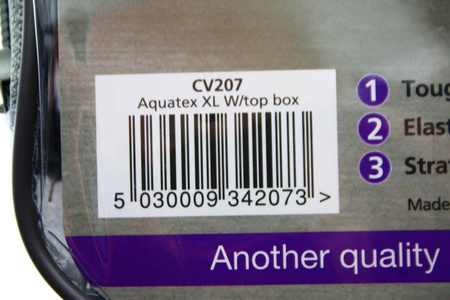 CV207
Aquatex XL W/top box
5 030009 342073 >
1
2
3
Made
Another quality